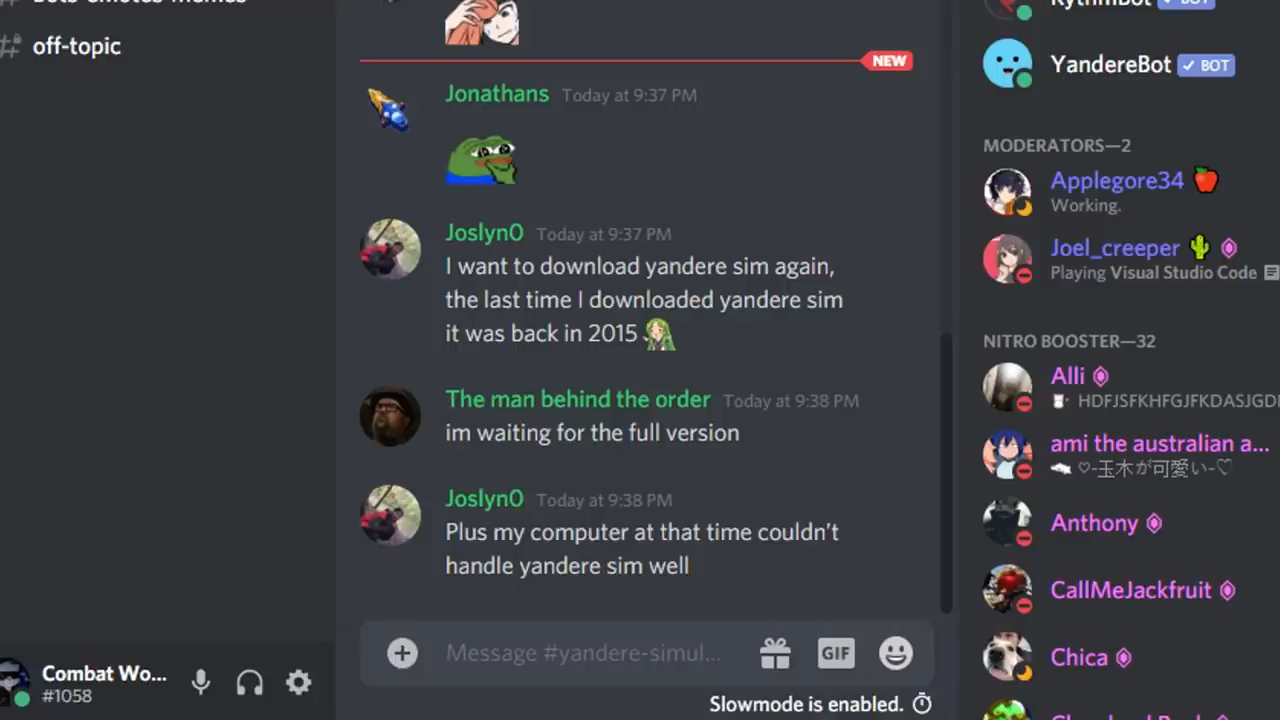 off-topic
NEW
Jonathans Today at 9:37 PM
Joslyn0 Today at 9:37 PM
I want to download yandere sim again,
the last time I downloaded yandere sim
it was back in 2015
The man behind the order Today at 9:38 PM
im waiting for the full version
Joslyn0 Today at 9:38 PM
Plus my computer at that time couldn't
handle yandere sim well
Message #yandere-simul...
GIF
Slowmode is enabled.
Combat Wo...
#1058
RythmBot BOT
YandereBot BOT
MODERATORS—2
Applegore34
Working.
Joel_creeper
Playing Visual Studio Code
NITRO BOOSTER—32
Alli
HDFJSFKHFGJFKDASJGD
ami the australian a...
♡-玉木が可愛い-♡
Anthony
CallMeJackfruit
Chica